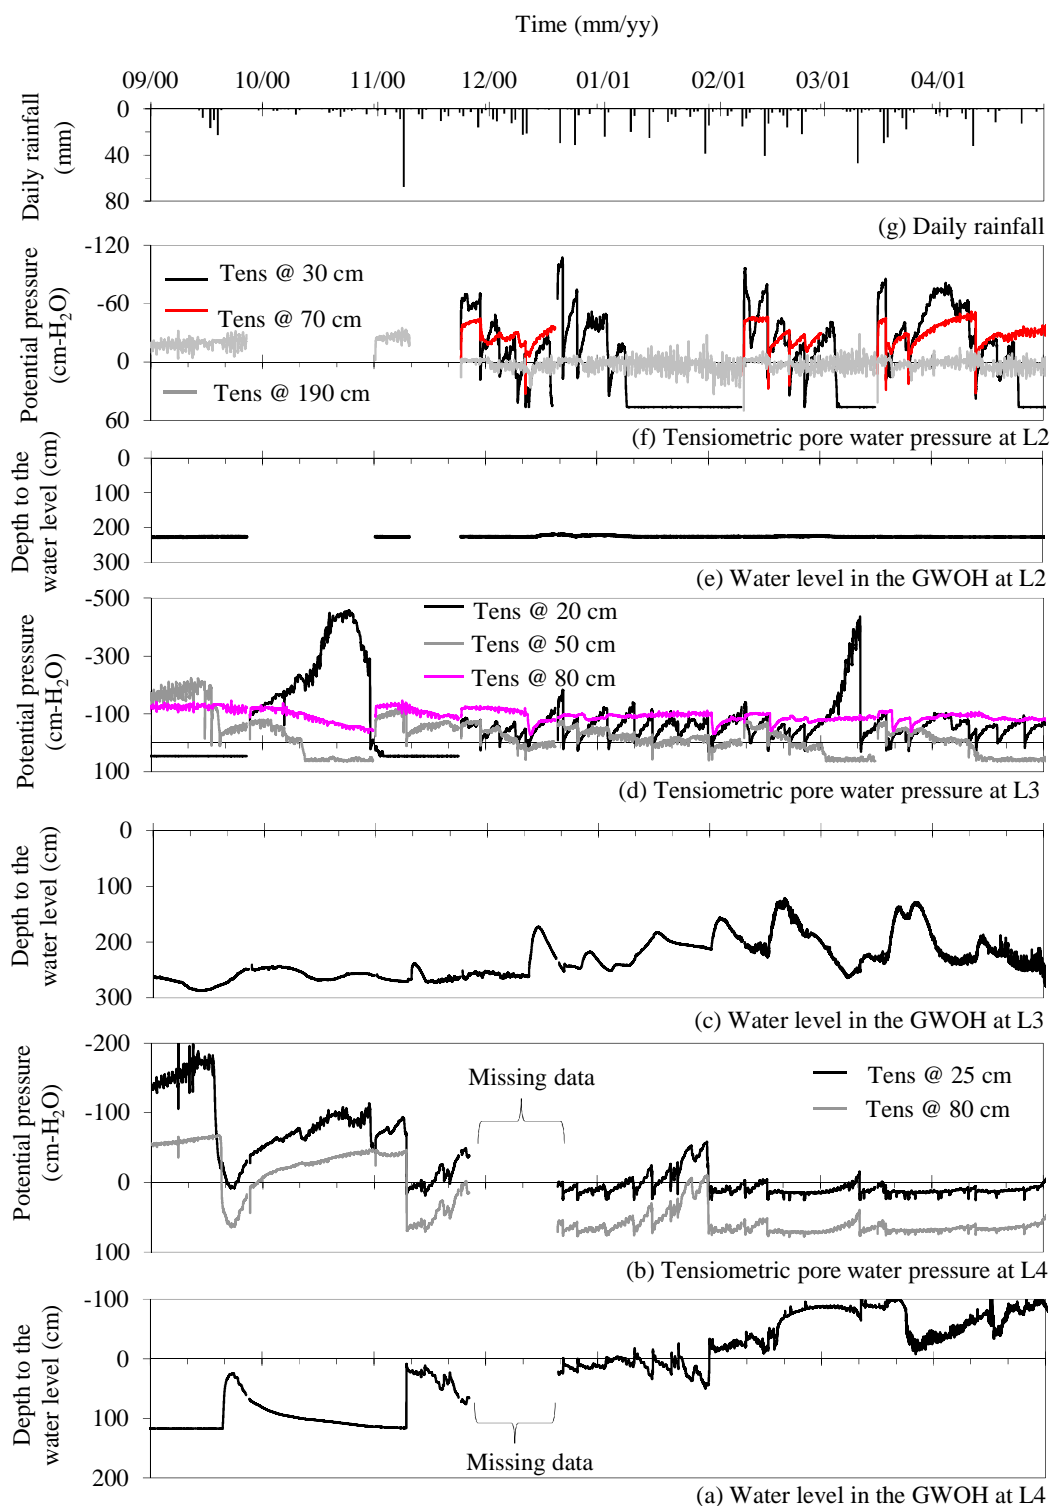 Time (mm/yy)
09/00 10/00 11/00 12/00 01/01 02/01 03/01 04/01
Daily rainfall
(mm)
0
40
80
(g) Daily rainfall
Potential pressure
(cm-H2O)
-120
-60
0
60
Tens @ 30 cm
Tens @ 70 cm
Tens @ 190 cm
(f) Tensiometric pore water pressure at L2
Depth to the
water level (cm)
0
100
200
300
(e) Water level in the GWOH at L2
Potential pressure
(cm-H2O)
-500
-300
-100
100
Tens @ 20 cm
Tens @ 50 cm
Tens @ 80 cm
(d) Tensiometric pore water pressure at L3
Depth to the
water level (cm)
0
100
200
300
(c) Water level in the GWOH at L3
Potential pressure
(cm-H2O)
-200
-100
0
100
Missing data
Tens @ 25 cm
Tens @ 80 cm
(b) Tensiometric pore water pressure at L4
Depth to the
water level (cm)
-100
0
100
200
Missing data
(a) Water level in the GWOH at L4